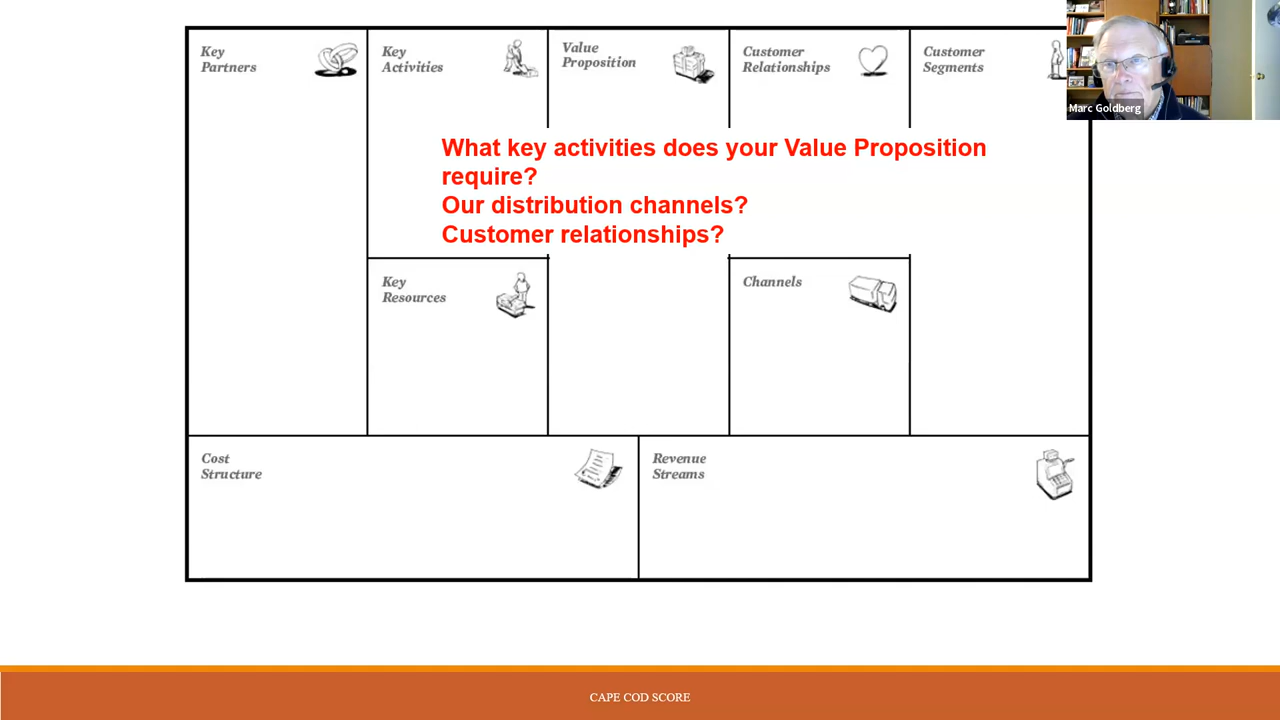 Key
Partners
Key
Activities
Value
Proposition
Customer
Relationships
Customer
Segments
Marc Goldberg
What key activities does your Value Proposition
require?
Our distribution channels?
Customer relationships?
Key
Resources
Channels
Cost
Structure
Revenue
Streams
CAPE COD SCORE